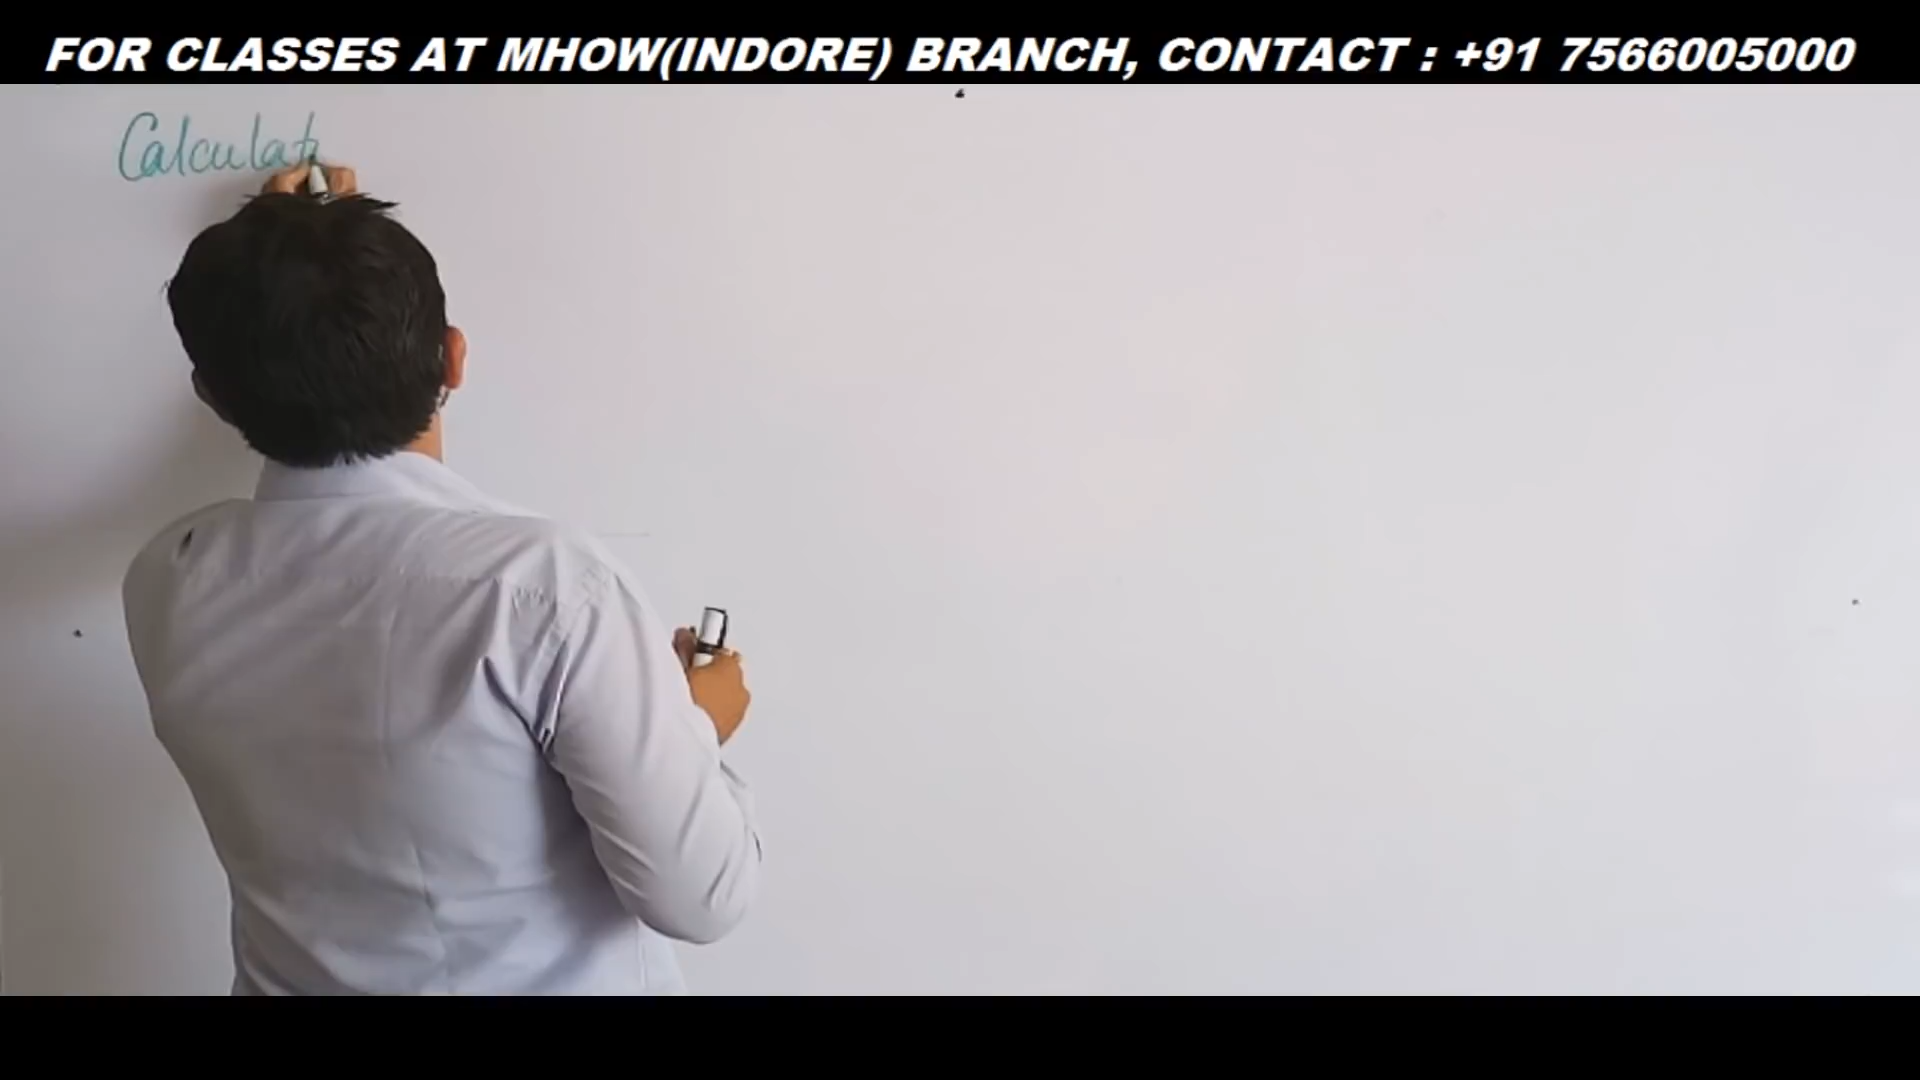 FOR CLASSES AT MHOW(INDORE) BRANCH, CONTACT : +91 7566005000
Calculat